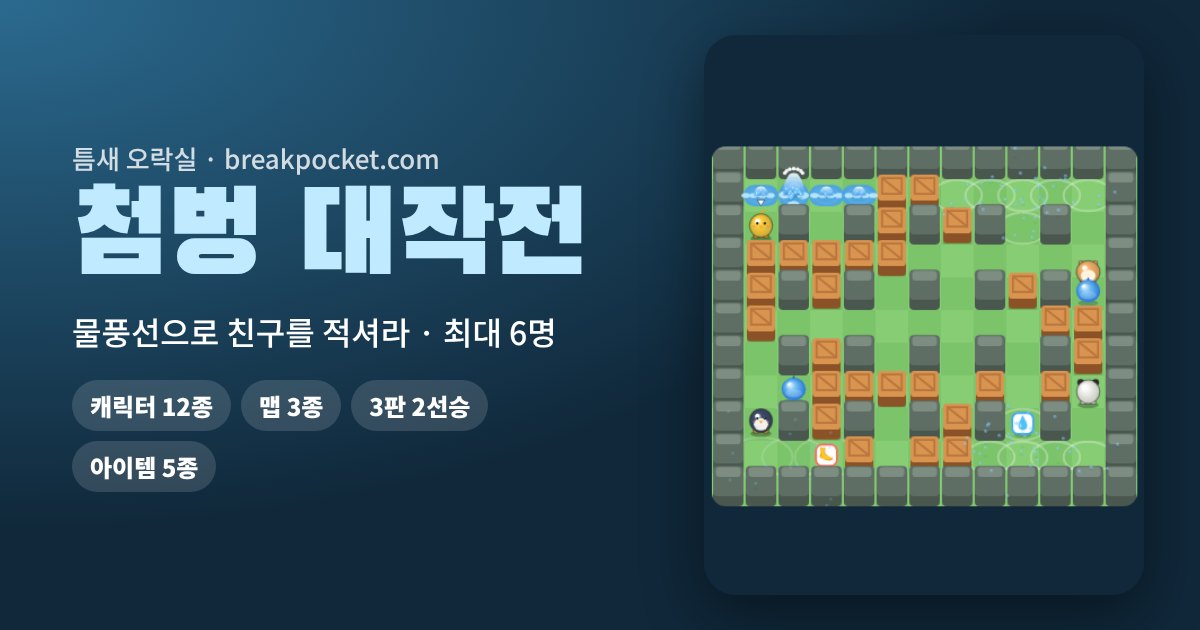 틈새 오락실 · breakpocket.com
첨벙 대작전
물풍선으로 친구를 적셔라 · 최대 6명
캐릭터 12종 맵 3종 3판 2선승
아이템 5종